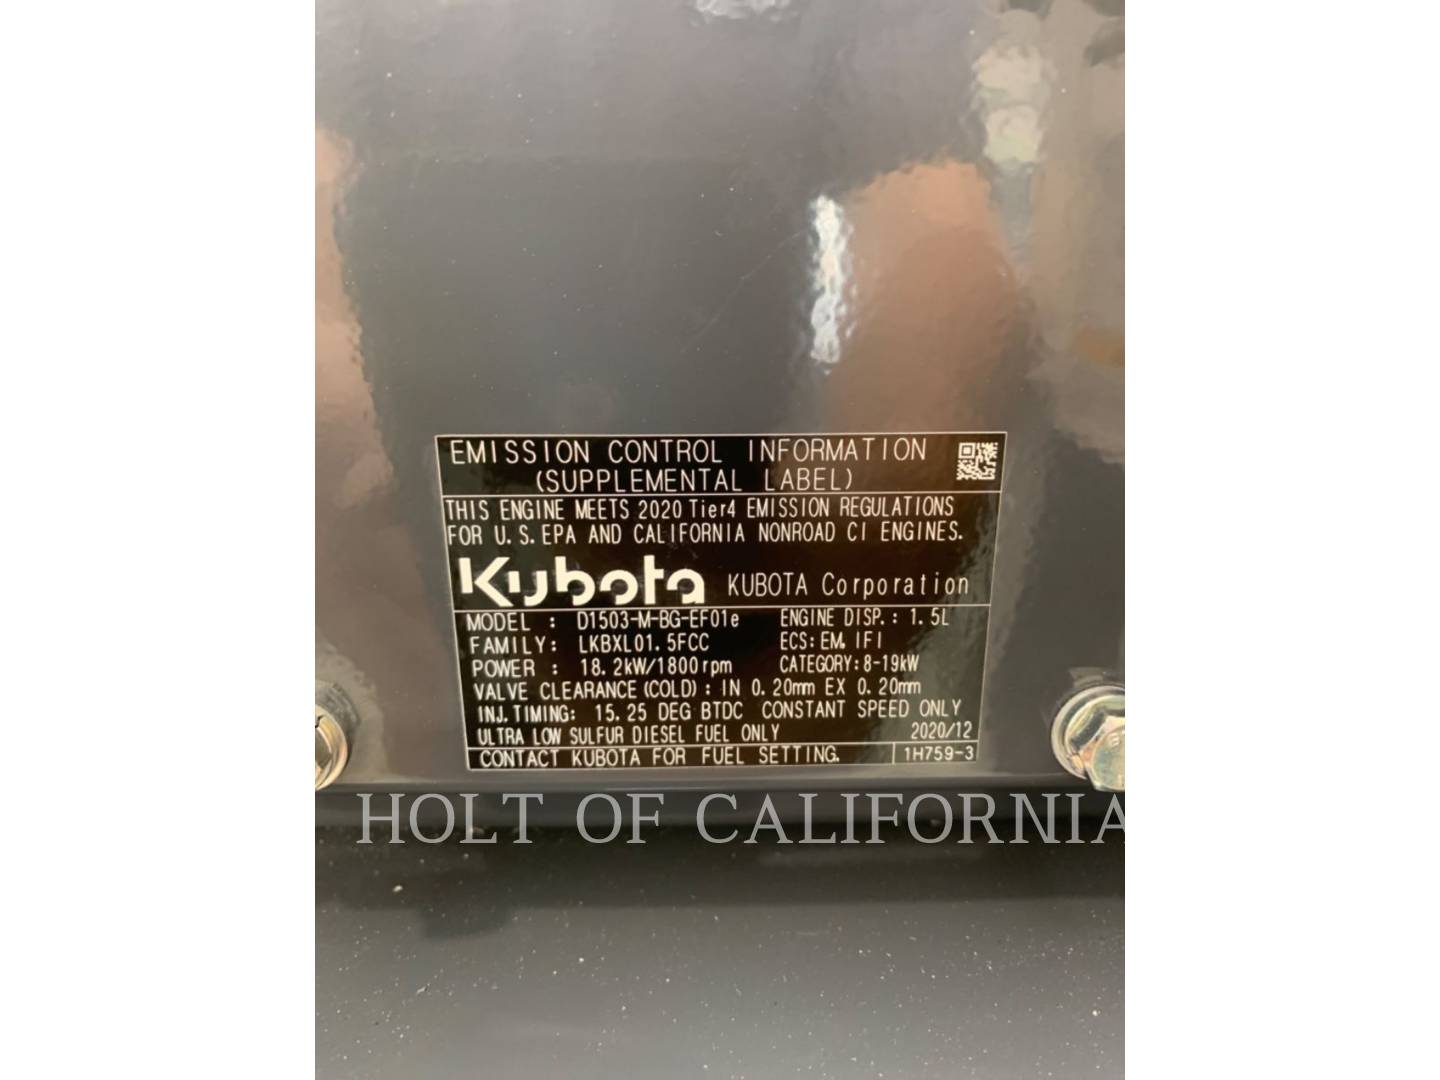 EMISSION CONTROL INFORMATION
(SUPPLEMENTAL LABEL)
THIS ENGINE MEETS 2020 Tier4 EMISSION REGULATIONS
FOR U.S.EPA AND CALIFORNIA NONROAD CI ENGINES.
Kubota KUBOTA Corporation
MODEL : D1503-M-BG-EF01e ENGINE DISP.: 1.5L
FAMILY: LKBXL01.5FCC ECS: EM, IFI
POWER : 18.2kW/1800rpm CATEGORY:8-19kW
VALVE CLEARANCE(COLD): IN 0.20mm EX 0.20mm
INJ.TIMING: 15.25 DEG BTDC CONSTANT SPEED ONLY
ULTRA LOW SULFUR DIESEL FUEL ONLY 2020/12
CONTACT KUBOTA FOR FUEL SETTING. 1H759-3
HOLT OF CALIFORNIA